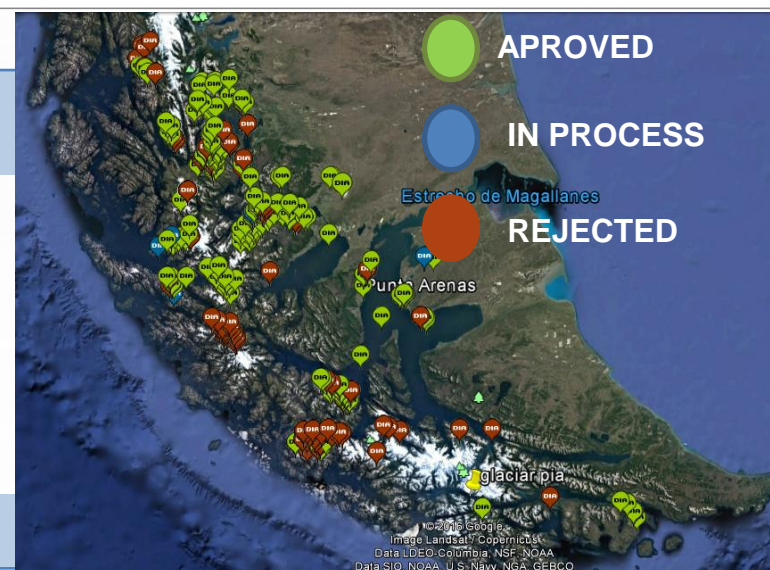 APROVED
IN PROCESS
Estrecho de Magallanes
REJECTED
Punta Arenas
glaciar pia
© 2016 Google
Image Landsat / Copernicus
Data LDEO-Columbia, NSF, NOAA
Data SIO, NOAA, U.S. Navy, NGA, GEBCO
DIA